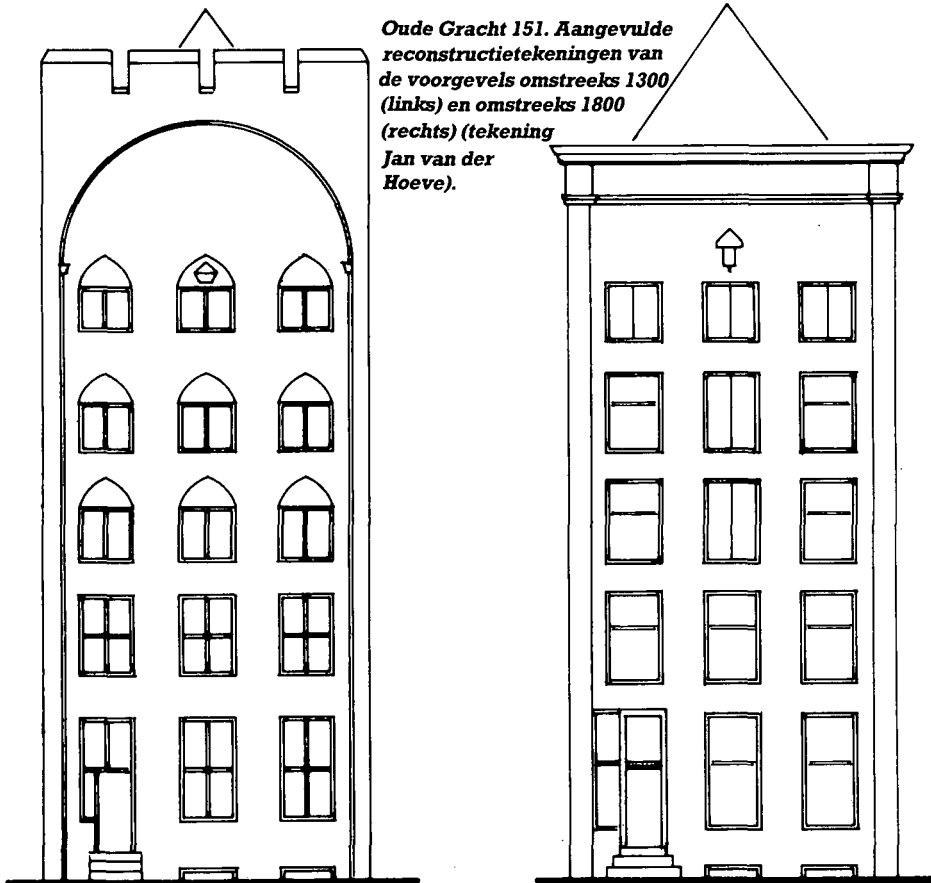 Oude Gracht 151. Aangevulde
reconstructietekeningen van
de voorgevels omstreeks 1300
(links) en omstreeks 1800
(rechts) (tekening
Jan van der
Hoeve).